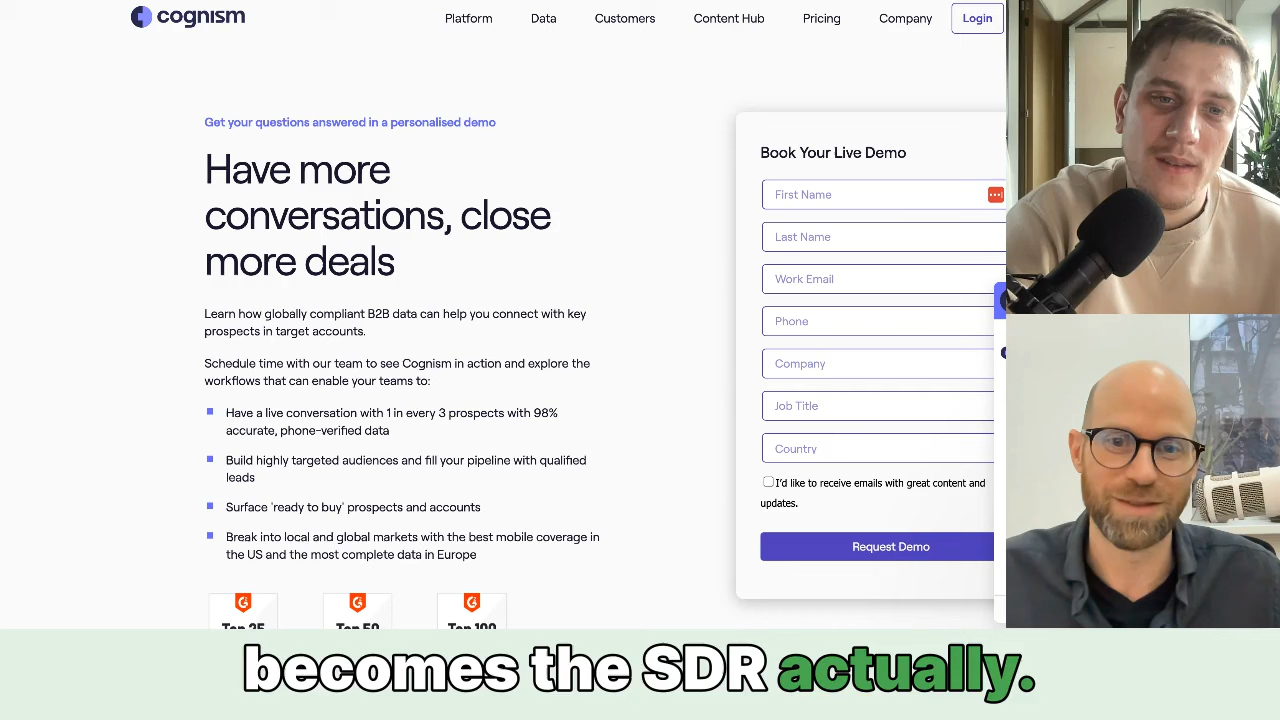 cognism
Platform
Data
Customers
Content Hub
Pricing
Company
Login
Get your questions answered in a personalised demo
Have more
conversations, close
more deals
Learn how globally compliant B2B data can help you connect with key
prospects in target accounts.
Schedule time with our team to see Cognism in action and explore the
workflows that can enable your teams to:
Have a live conversation with 1 in every 3 prospects with 98%
accurate, phone-verified data
Build highly targeted audiences and fill your pipeline with qualified
leads
Surface 'ready to buy' prospects and accounts
Break into local and global markets with the best mobile coverage in
the US and the most complete data in Europe
Top 25
Top 50
Top 100
Book Your Live Demo
First Name
Last Name
Work Email
Phone
Company
Job Title
Country
I'd like to receive emails with great content and
updates.
Request Demo
becomes the SDR actually.